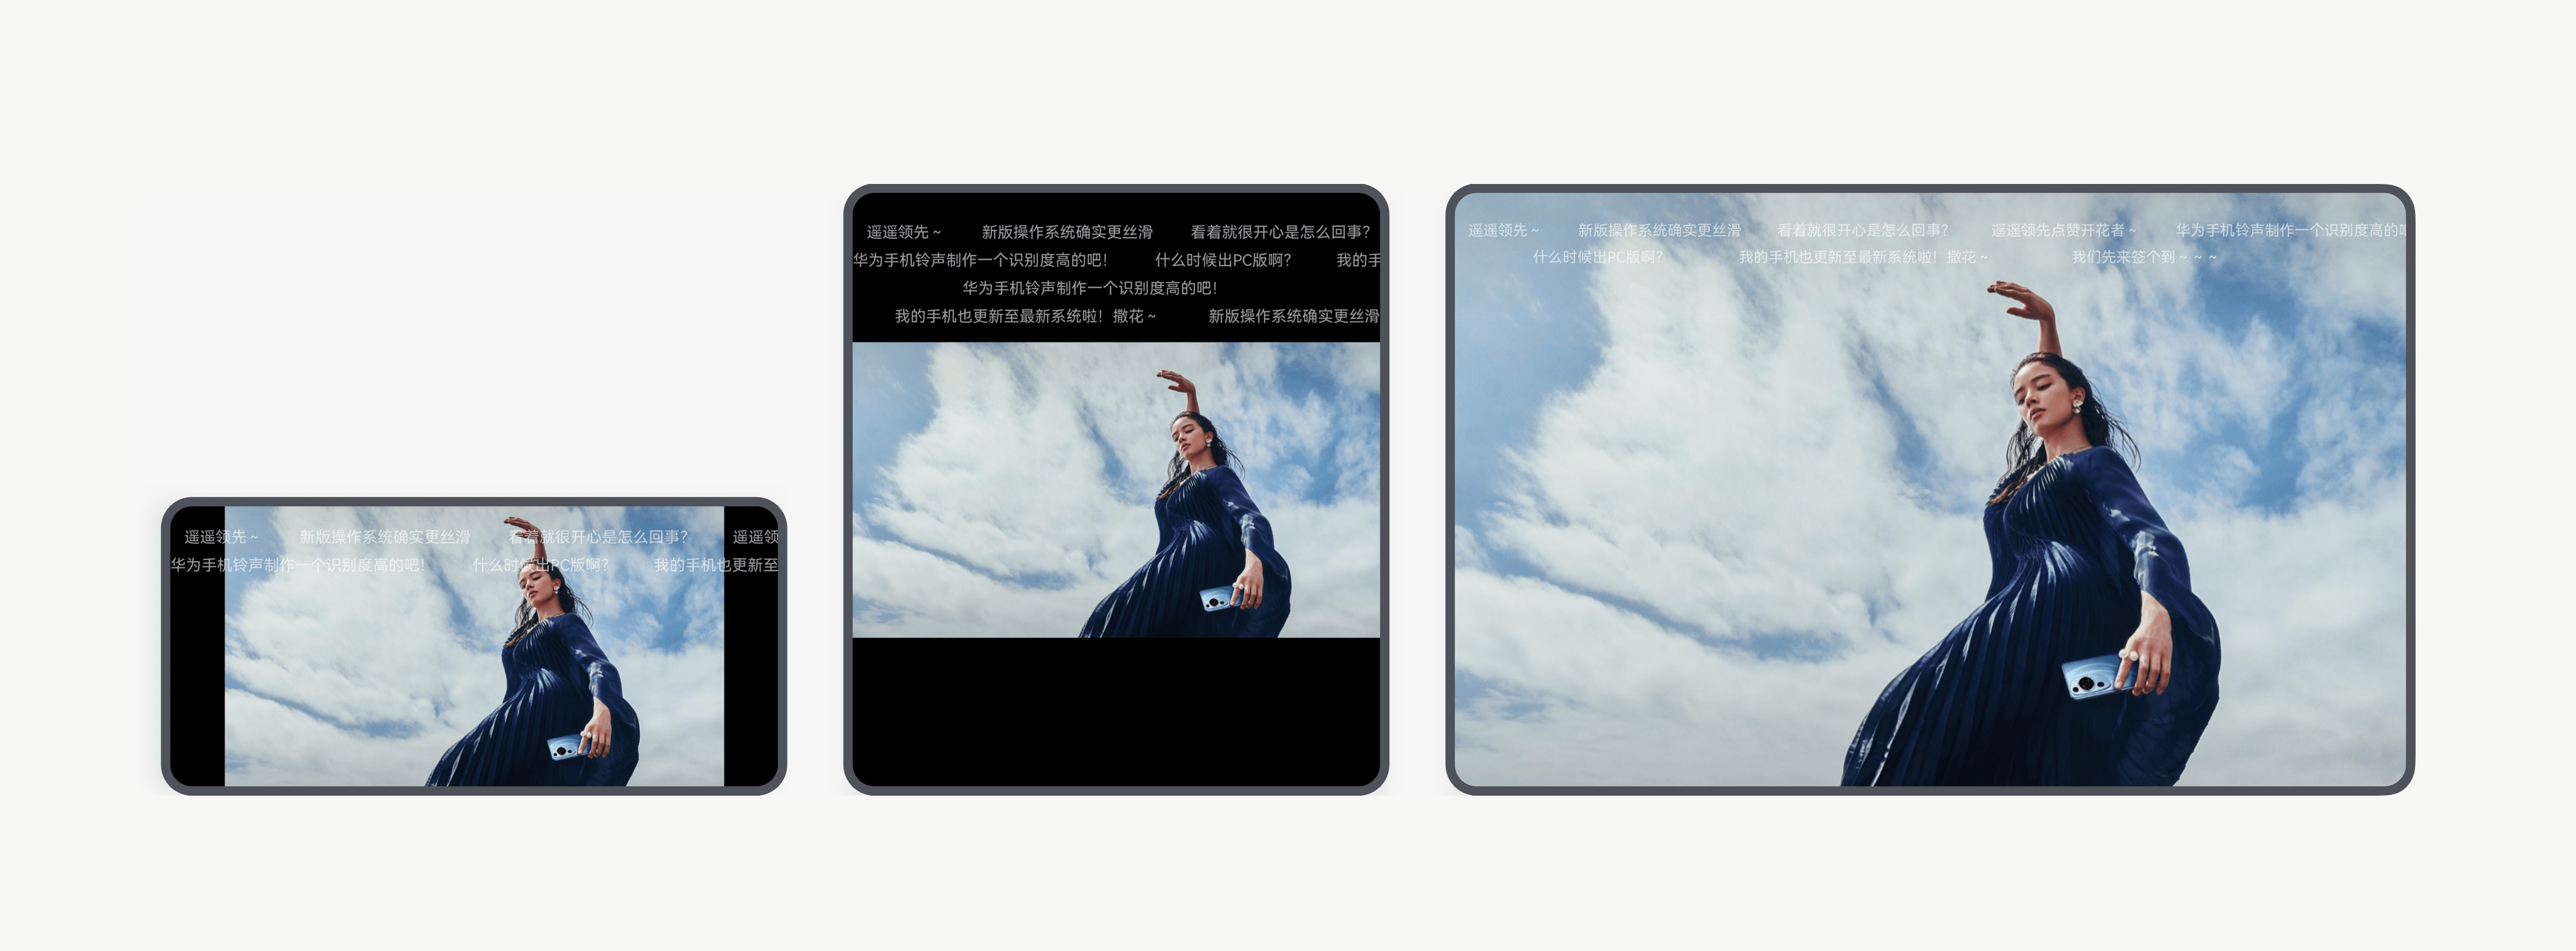 遥遥领先~ 新版操作系统确实更丝滑 看着就很开心是怎么回事? 遥遥领
华为手机铃声制作一个识别度高的吧! 什么时候出PC版啊? 我的手机也更新至
遥遥领先~ 新版操作系统确实更丝滑 看着就很开心是怎么回事?
华为手机铃声制作一个识别度高的吧! 什么时候出PC版啊? 我的手
华为手机铃声制作一个识别度高的吧!
我的手机也更新至最新系统啦! 撒花~ 新版操作系统确实更丝滑
遥遥领先~ 新版操作系统确实更丝滑 看着就很开心是怎么回事? 遥遥领先点赞开花者~ 华为手机铃声制作一个识别度高的吧
什么时候出PC版啊? 我的手机也更新至最新系统啦! 撒花~ 我们先来签个到~~~